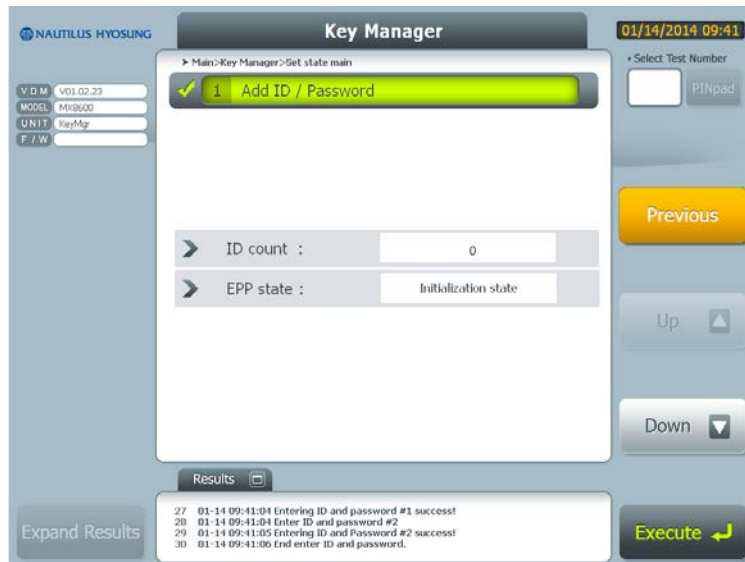 NAUTILUS HYOSUNG
Key Manager
01/14/2014 09:41
Main>Key Manager>Set state main
• Select Test Number
VDM V01.02.23
MODEL MX8600
UNIT KeyMgr
F/W
1 Add ID / Password
PINpad
Previous
ID count : 0
EPP state : Initialization state
Up
Down
Results
27 01-14 09:41:04 Entering ID and password #1 success!
28 01-14 09:41:04 Enter ID and password #2
29 01-14 09:41:05 Entering ID and Password #2 success!
30 01-14 09:41:06 End enter ID and password.
Expand Results
Execute